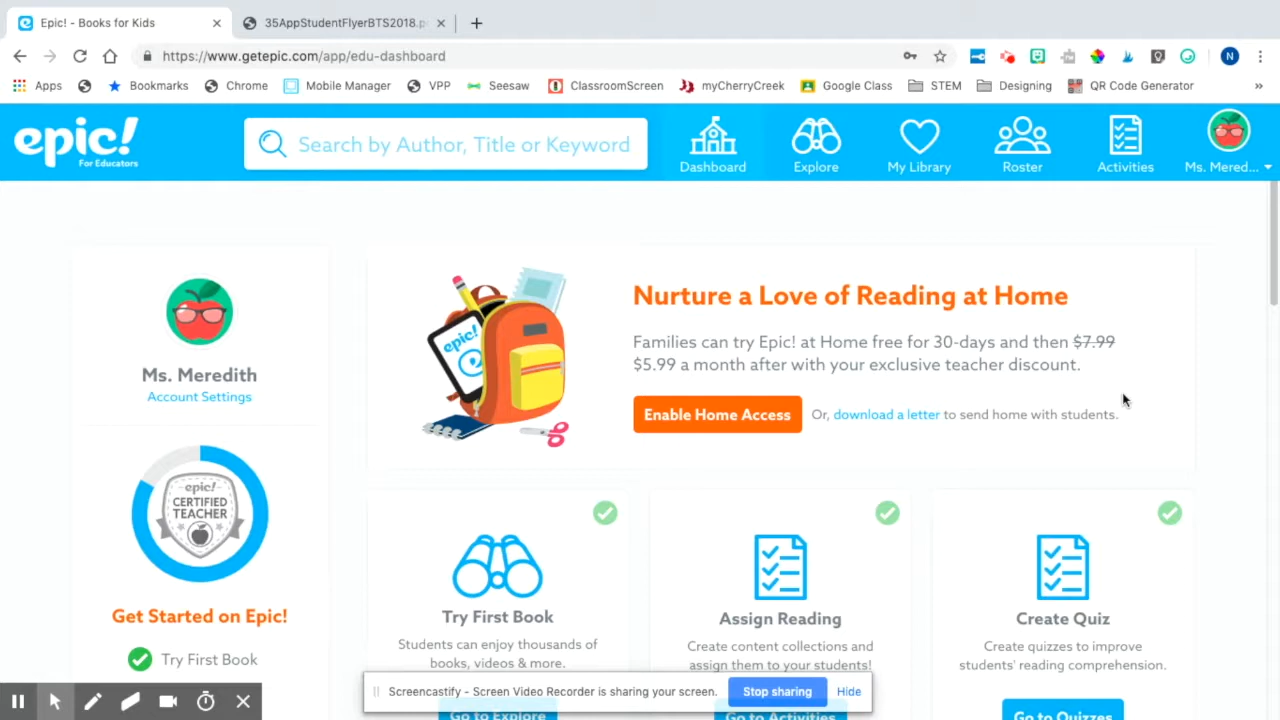 Epic! - Books for Kids
35AppStudentFlyerBTS2018.p
https://www.getepic.com/app/edu-dashboard
N
Apps Bookmarks Chrome Mobile Manager VPP Seesaw ClassroomScreen myCherryCreek Google Class STEM Designing QR Code Generator »
epic!
For Educators
Search by Author, Title or Keyword
Dashboard Explore My Library Roster Activities Ms. Mered...
Nurture a Love of Reading at Home
Families can try Epic! at Home free for 30-days and then $7.99
$5.99 a month after with your exclusive teacher discount.
Enable Home Access Or, download a letter to send home with students.
epic!
Ms. Meredith
Account Settings
epic!
CERTIFIED
TEACHER
Get Started on Epic!
Try First Book
Try First Book
Students can enjoy thousands of
books, videos & more.
Go to Explore
Assign Reading
Create content collections and
assign them to your students!
Go to Activities
Create Quiz
Create quizzes to improve
students' reading comprehension.
Go to Quizzes
Screencastify - Screen Video Recorder is sharing your screen. Stop sharing Hide